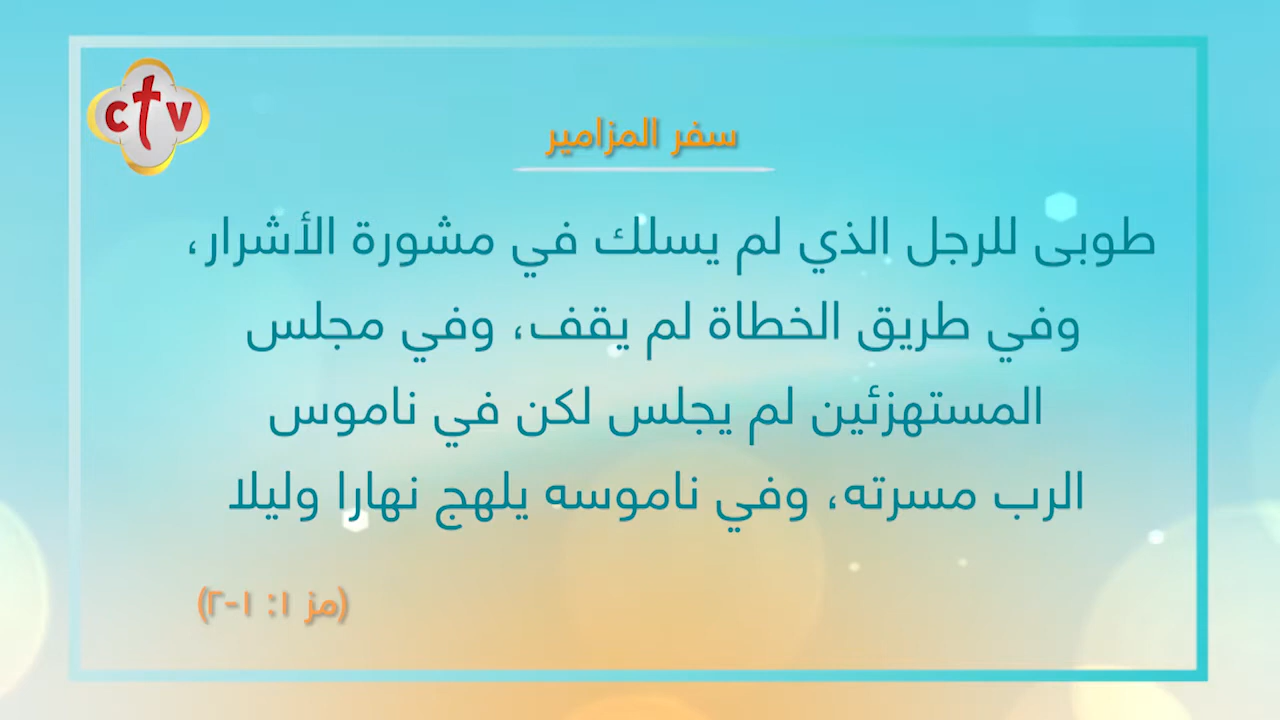 ctv
سفر المزامير
طوبى للرجل الذي لم يسلك في مشورة الأشرار،
وفي طريق الخطاة لم يقف، وفي مجلس
المستهزئين لم يجلس لكن في ناموس
الرب مسرته، وفي ناموسه يلهج نهارا وليلا
(مز ١: ١-٢)